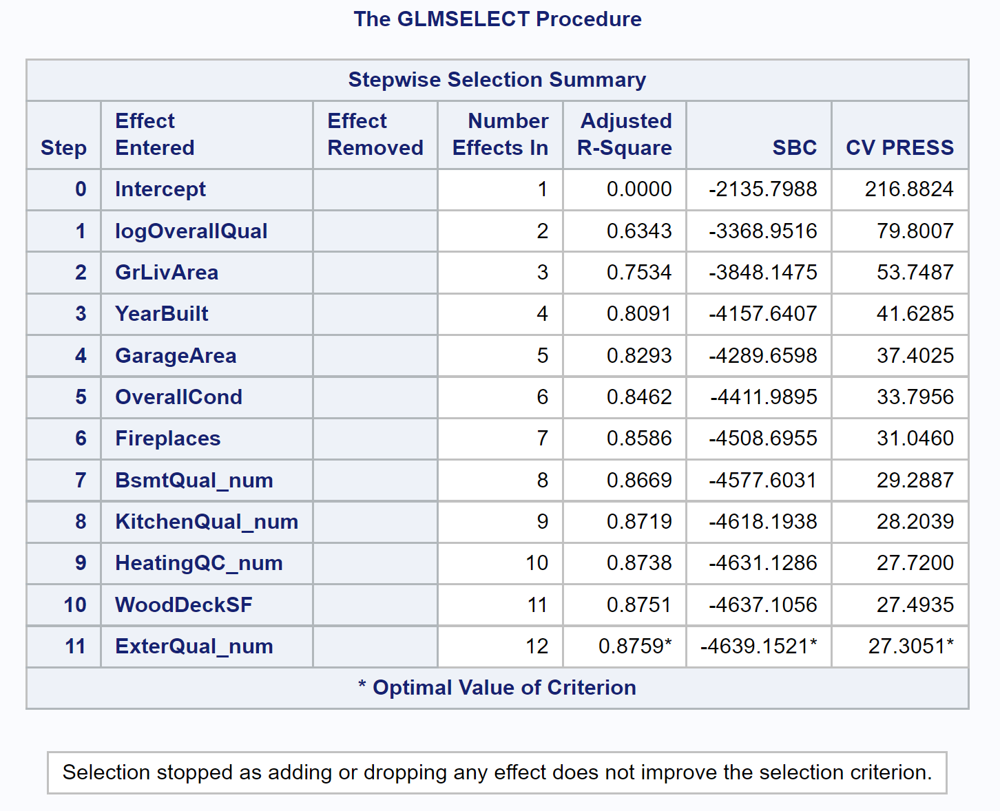 The GLMSELECT Procedure
Stepwise Selection Summary
Step Effect Entered Effect Removed Number Effects In Adjusted R-Square SBC CV PRESS
0 Intercept 1 0.0000 -2135.7988 216.8824
1 logOverallQual 2 0.6343 -3368.9516 79.8007
2 GrLivArea 3 0.7534 -3848.1475 53.7487
3 YearBuilt 4 0.8091 -4157.6407 41.6285
4 GarageArea 5 0.8293 -4289.6598 37.4025
5 OverallCond 6 0.8462 -4411.9895 33.7956
6 Fireplaces 7 0.8586 -4508.6955 31.0460
7 BsmtQual_num 8 0.8669 -4577.6031 29.2887
8 KitchenQual_num 9 0.8719 -4618.1938 28.2039
9 HeatingQC_num 10 0.8738 -4631.1286 27.7200
10 WoodDeckSF 11 0.8751 -4637.1056 27.4935
11 ExterQual_num 12 0.8759* -4639.1521* 27.3051*
* Optimal Value of Criterion
Selection stopped as adding or dropping any effect does not improve the selection criterion.